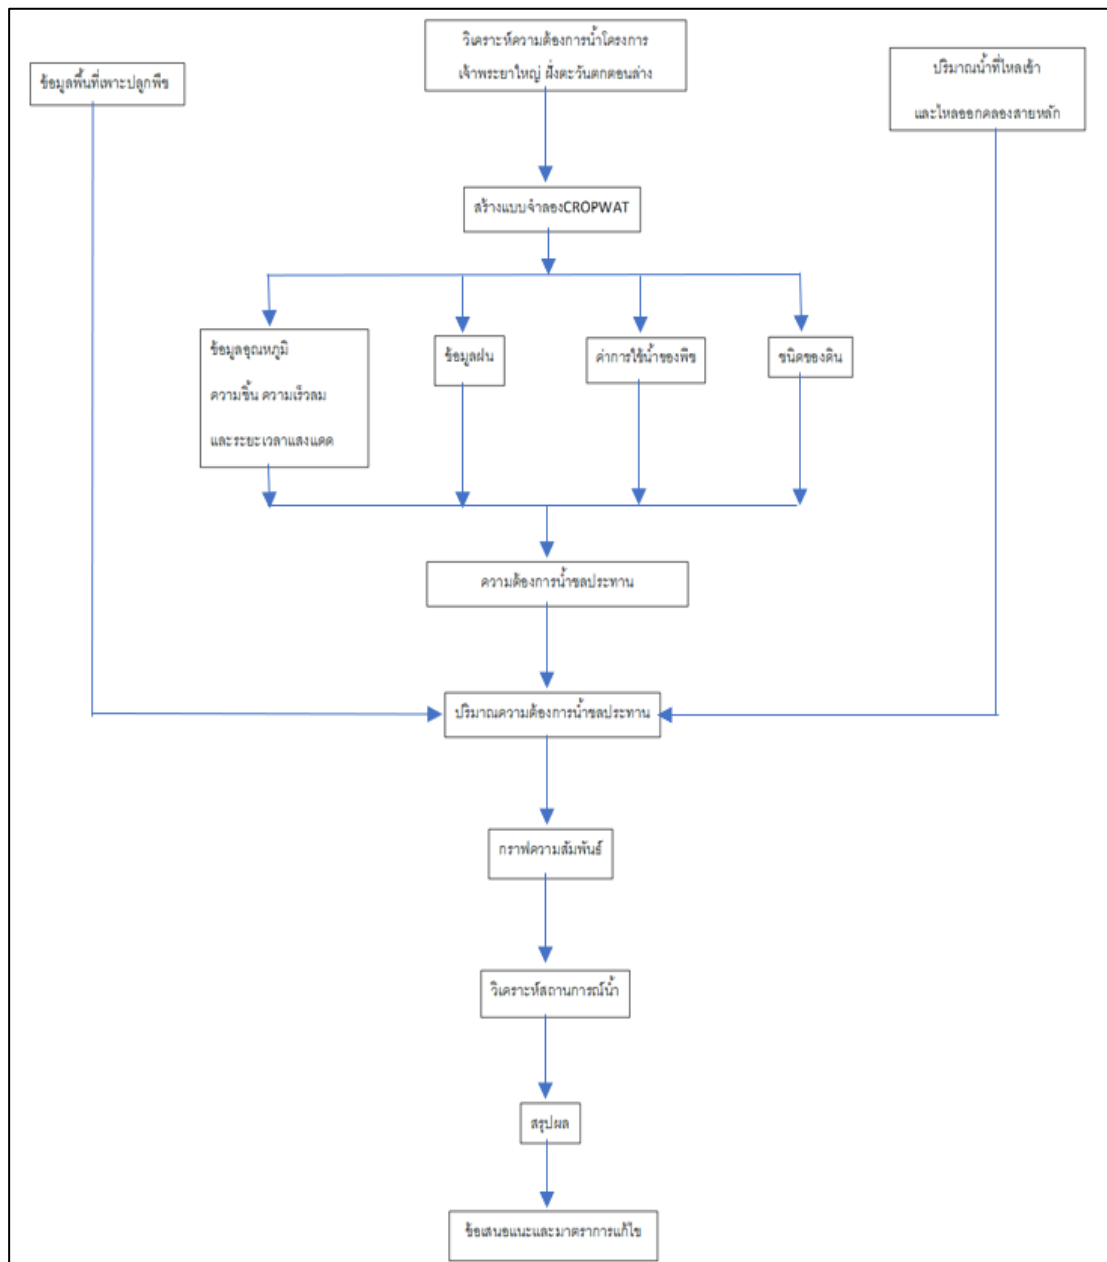 วิเคราะห์ความต้องการน้ำโครงการ
เจ้าพระยาใหญ่ ฝั่งตะวันตกตอนล่าง
ข้อมูลพื้นที่เพาะปลูกพืช
ปริมาณน้ำที่ไหลเข้า
และไหลออกคลองสายหลัก
สร้างแบบจำลองCROPWAT
ข้อมูลอุณหภูมิ
ความชื้น ความเร็วลม
และระยะเวลาแสงแดด
ข้อมูลฝน
ค่าการใช้น้ำของพืช
ชนิดของดิน
ความต้องการน้ำชลประทาน
ปริมาณความต้องการน้ำชลประทาน
กราฟความสัมพันธ์
วิเคราะห์สถานการณ์น้ำ
สรุปผล
ข้อเสนอแนะและมาตราการแก้ไข